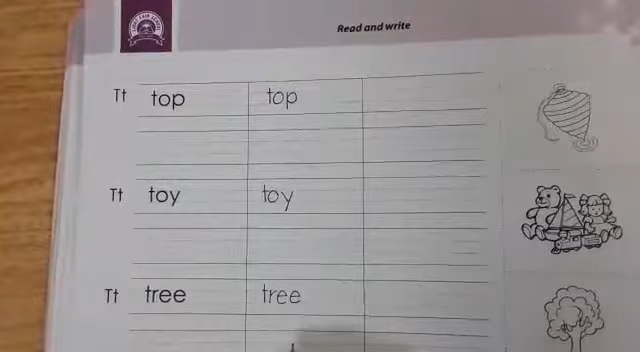 Read and write
Tt top top
Tt toy toy
Tt tree tree